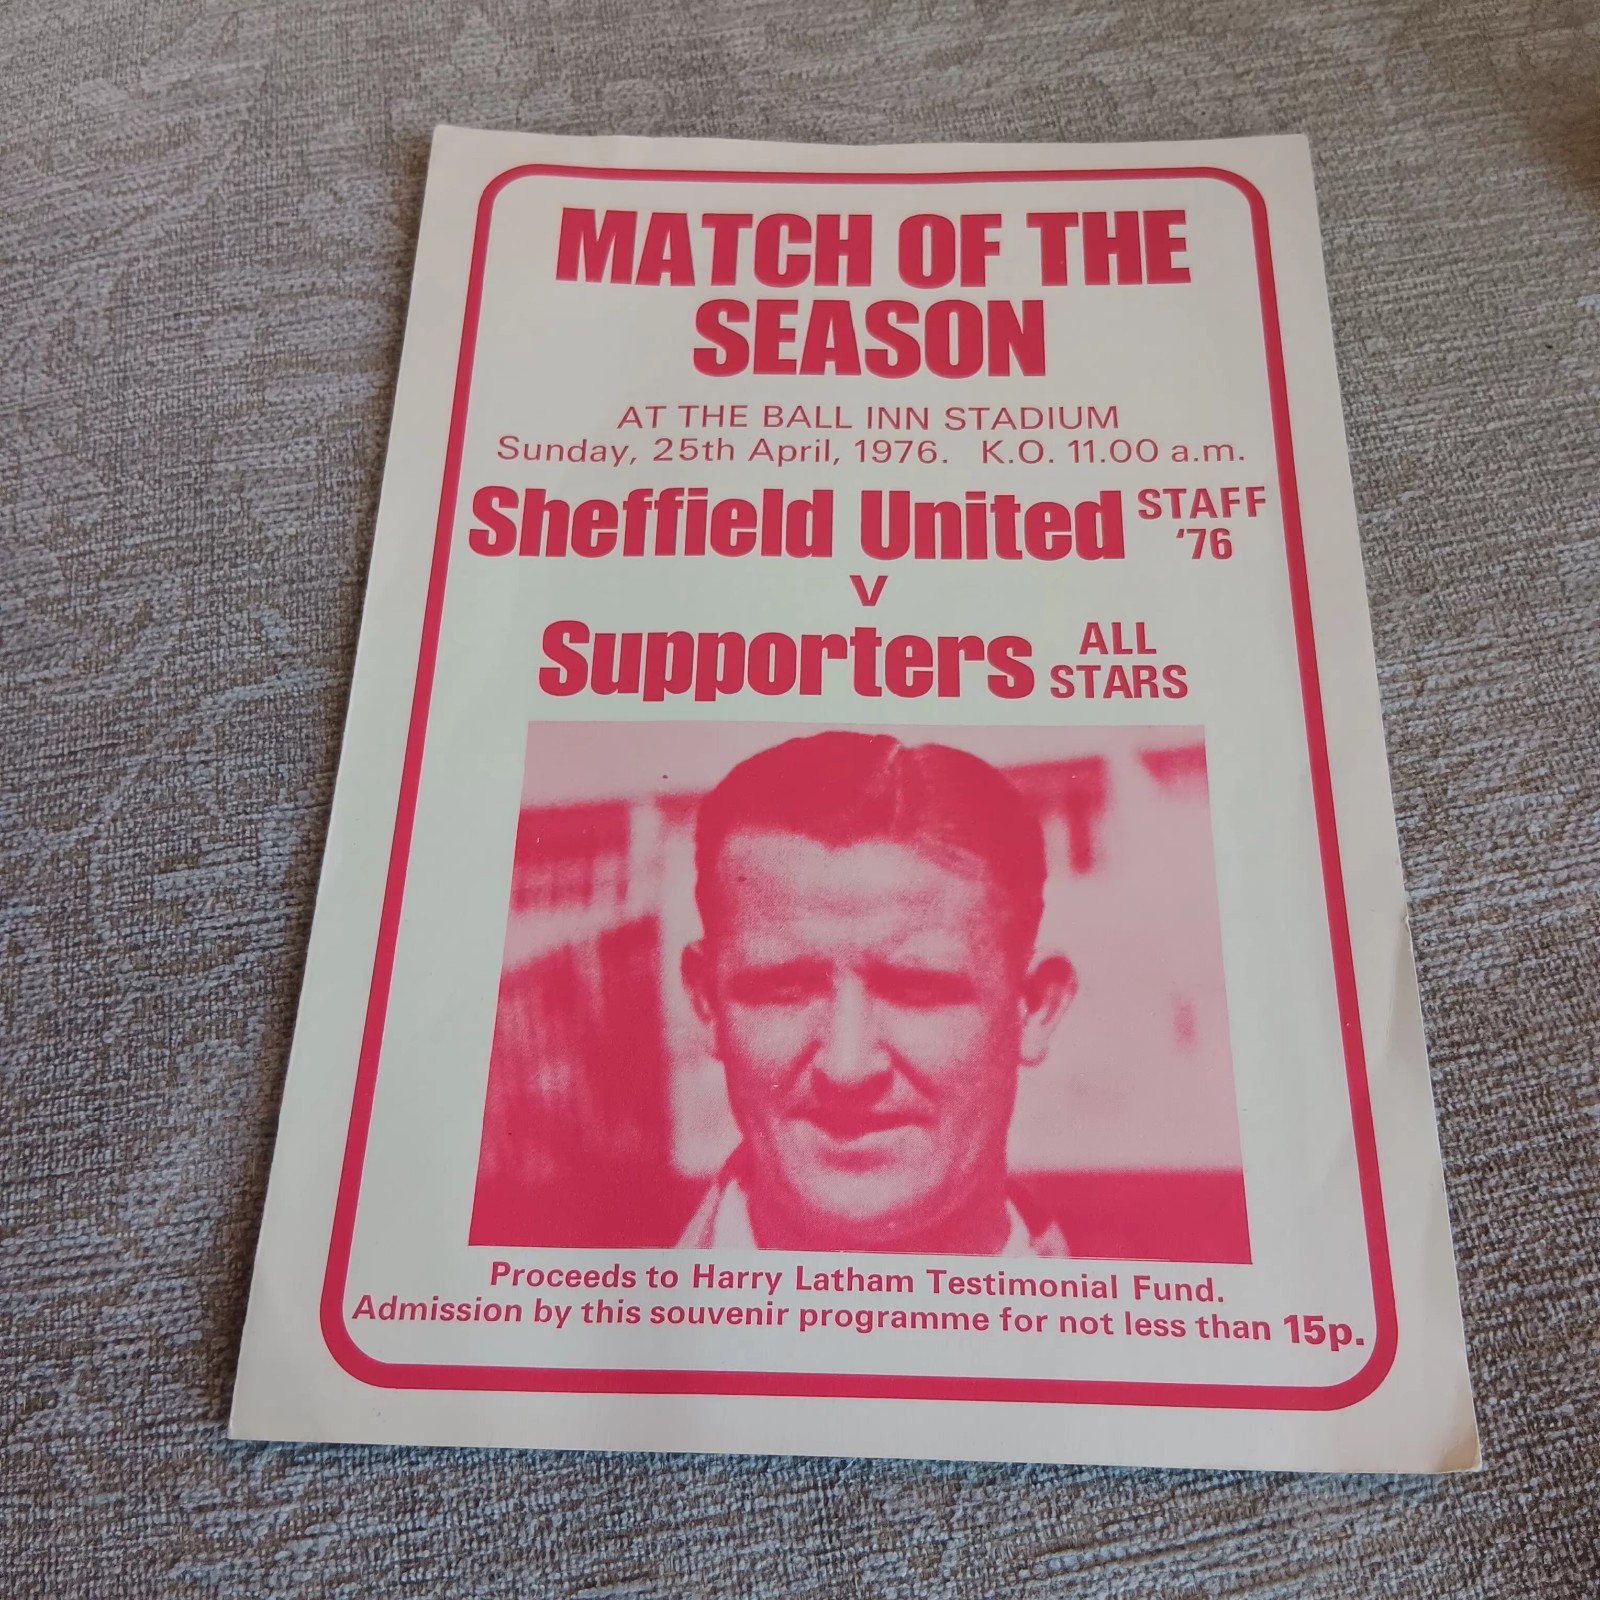 MATCH OF THE
SEASON
AT THE BALL INN STADIUM
Sunday, 25th April, 1976. K.O. 11.00 a.m.
Sheffield United STAFF '76
v
Supporters ALL STARS
Proceeds to Harry Latham Testimonial Fund.
Admission by this souvenir programme for not less than 15p.